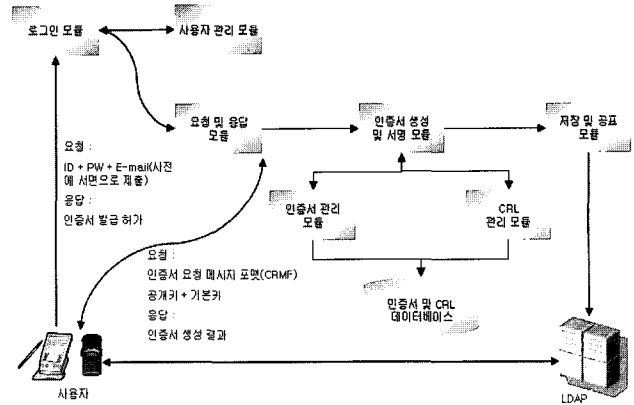 로그인 모듈
사용자 관리 모듈
요청 및 응답
모듈
인증서 생성
및 서명 모듈
저장 및 공표
모듈
요청 :
ID + PW + E-mail(사전
에 서면으로 제출)
응답 :
인증서 발급 허가
인증서 관리
모듈
CRL
관리 모듈
요청 :
인증서 요청 메시지 포맷(CRMF)
공개키 + 기본키
응답 :
인증서 생성 결과
인증서 및 CRL
데이터베이스
사용자
LDAP